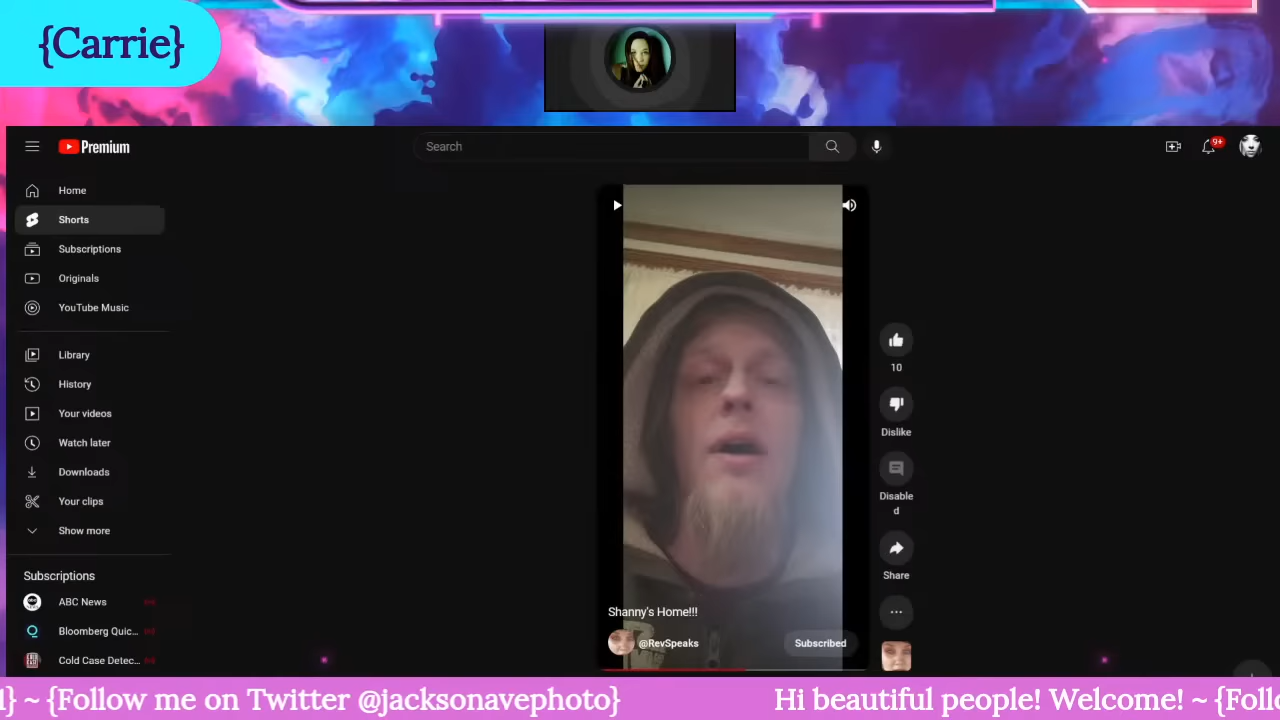 {Carrie}
Premium
Search
9+
Home
Shorts
Subscriptions
Originals
YouTube Music
Library
History
Your videos
Watch later
Downloads
Your clips
Show more
Subscriptions
ABC News
Bloomberg Quic...
Cold Case Detec...
10
Dislike
Disable
d
Share
Shanny's Home!!!
@RevSpeaks
Subscribed
} ~ {Follow me on Twitter @jacksonavephoto} Hi beautiful people! Welcome! ~ {Follo